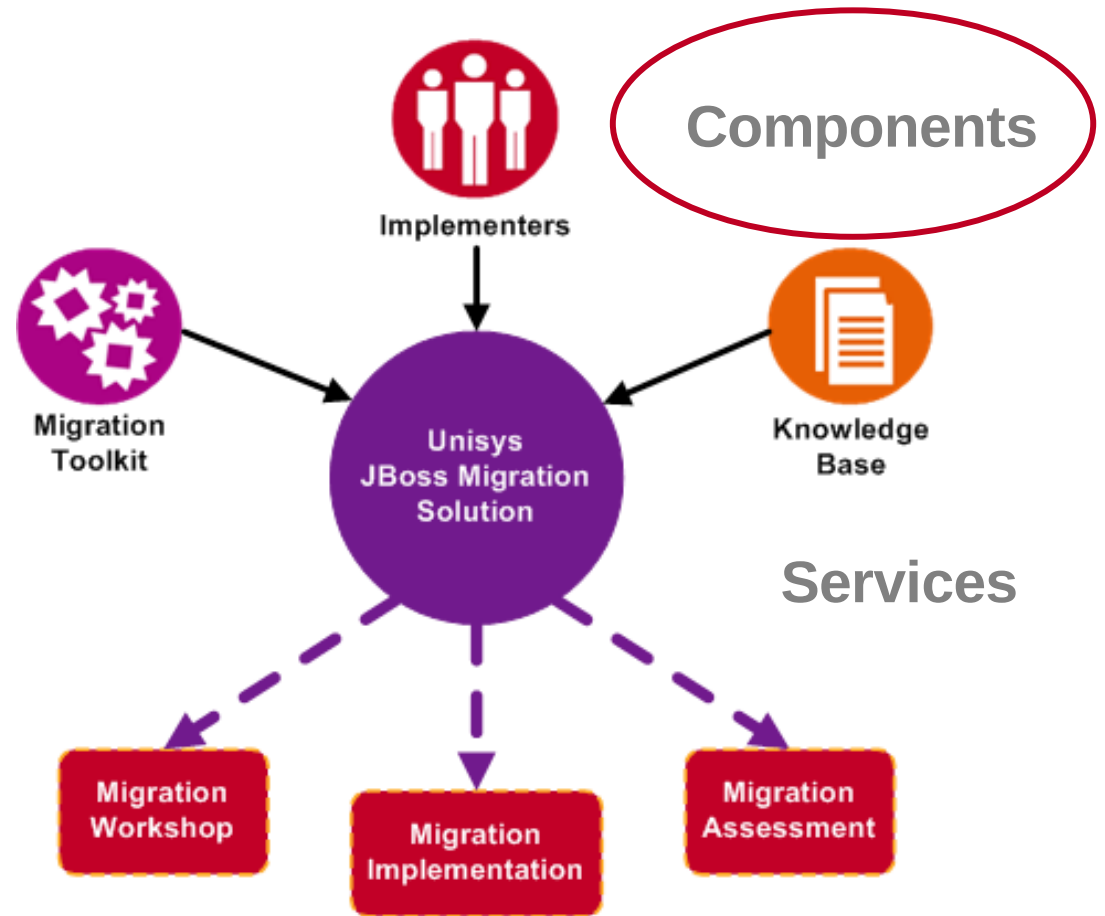 Components
Implementers
Migration
Toolkit
Knowledge
Base
Unisys
JBoss Migration
Solution
Services
Migration
Workshop
Migration
Implementation
Migration
Assessment